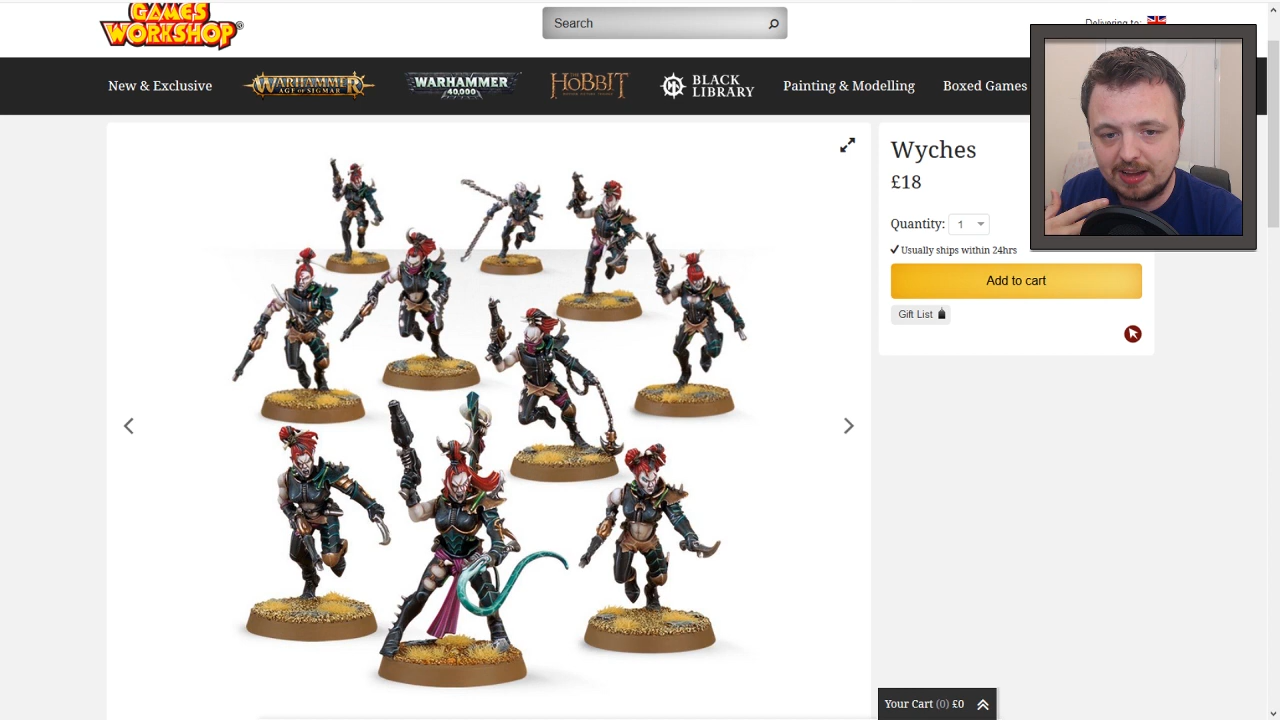 GAMES
WORKSHOP®
Search
Delivering to:
New & Exclusive
WARHAMMER
AGE OF SIGMAR
WARHAMMER
40,000
THE HOBBIT
BLACK
LIBRARY
Painting & Modelling
Boxed Games
Wyches
£18
Quantity: 1
Usually ships within 24hrs
Add to cart
Gift List
Your Cart (0) £0